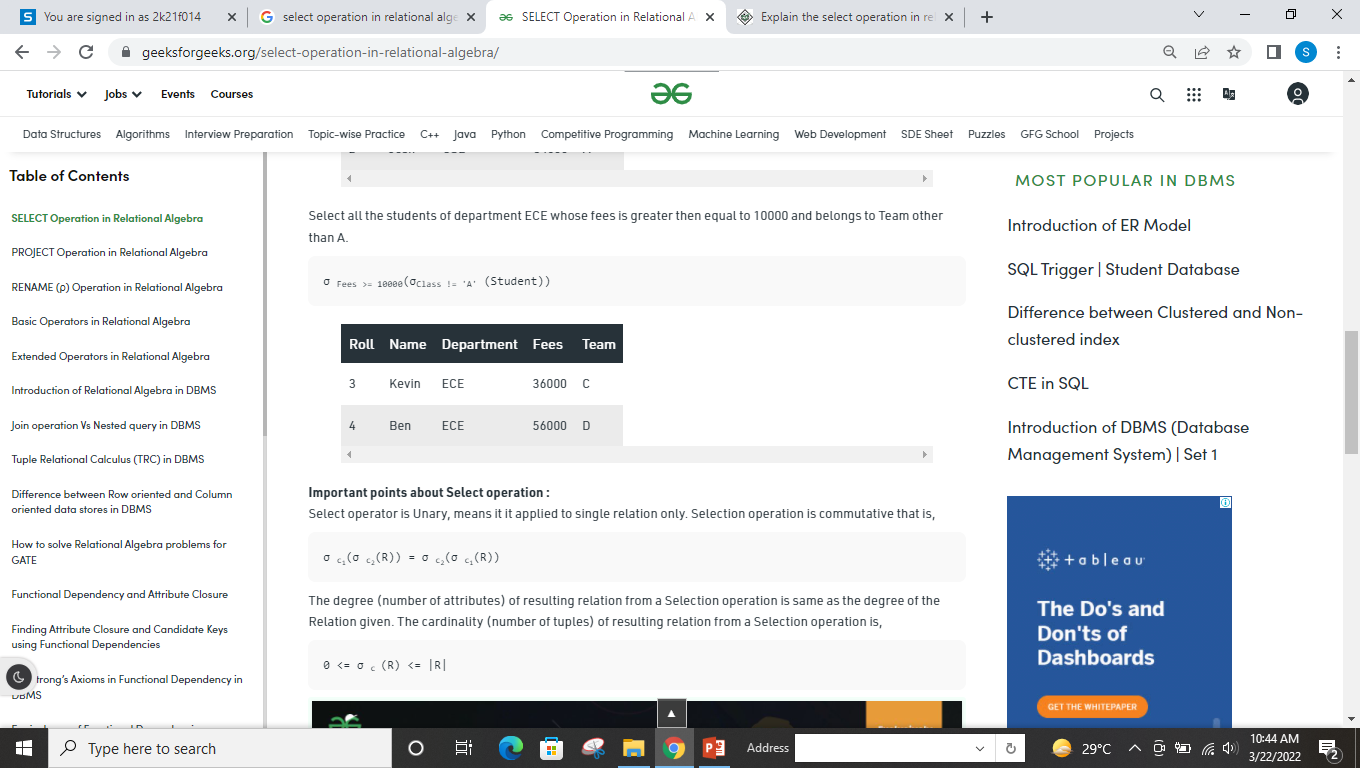 You are signed in as 2k21f014
select operation in relational alge
SELECT Operation in Relational A
Explain the select operation in re
geeksforgeeks.org/select-operation-in-relational-algebra/
S
Tutorials
Jobs
Events
Courses
Data Structures
Algorithms
Interview Preparation
Topic-wise Practice
C++
Java
Python
Competitive Programming
Machine Learning
Web Development
SDE Sheet
Puzzles
GFG School
Projects
Table of Contents
SELECT Operation in Relational Algebra
PROJECT Operation in Relational Algebra
RENAME (ρ) Operation in Relational Algebra
Basic Operators in Relational Algebra
Extended Operators in Relational Algebra
Introduction of Relational Algebra in DBMS
Join operation Vs Nested query in DBMS
Tuple Relational Calculus (TRC) in DBMS
Difference between Row oriented and Column
oriented data stores in DBMS
How to solve Relational Algebra problems for
GATE
Functional Dependency and Attribute Closure
Finding Attribute Closure and Candidate Keys
using Functional Dependencies
trong's Axioms in Functional Dependency in
DBMS
Select all the students of department ECE whose fees is greater then equal to 10000 and belongs to Team other
than A.
σ Fees >= 10000(σClass != 'A' (Student))
Roll Name Department Fees Team
3 Kevin ECE 36000 C
4 Ben ECE 56000 D
Important points about Select operation :
Select operator is Unary, means it it applied to single relation only. Selection operation is commutative that is,
σ c1(σ c2(R)) = σ c2(σ c1(R))
The degree (number of attributes) of resulting relation from a Selection operation is same as the degree of the
Relation given. The cardinality (number of tuples) of resulting relation from a Selection operation is,
0 <= σ c (R) <= |R|
MOST POPULAR IN DBMS
Introduction of ER Model
SQL Trigger | Student Database
Difference between Clustered and Non-
clustered index
CTE in SQL
Introduction of DBMS (Database
Management System) | Set 1
+ableau
The Do's and
Don'ts of
Dashboards
GET THE WHITEPAPER
Type here to search
Address
29°C
10:44 AM
3/22/2022
2